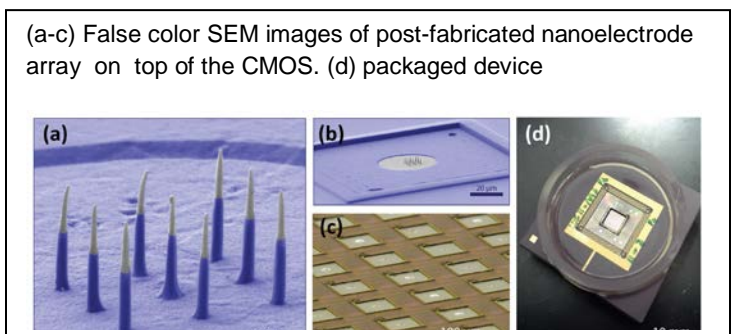 (a-c) False color SEM images of post-fabricated nanoelectrode
array on top of the CMOS. (d) packaged device
(a)
(b)
(d)
20 μm
(c)